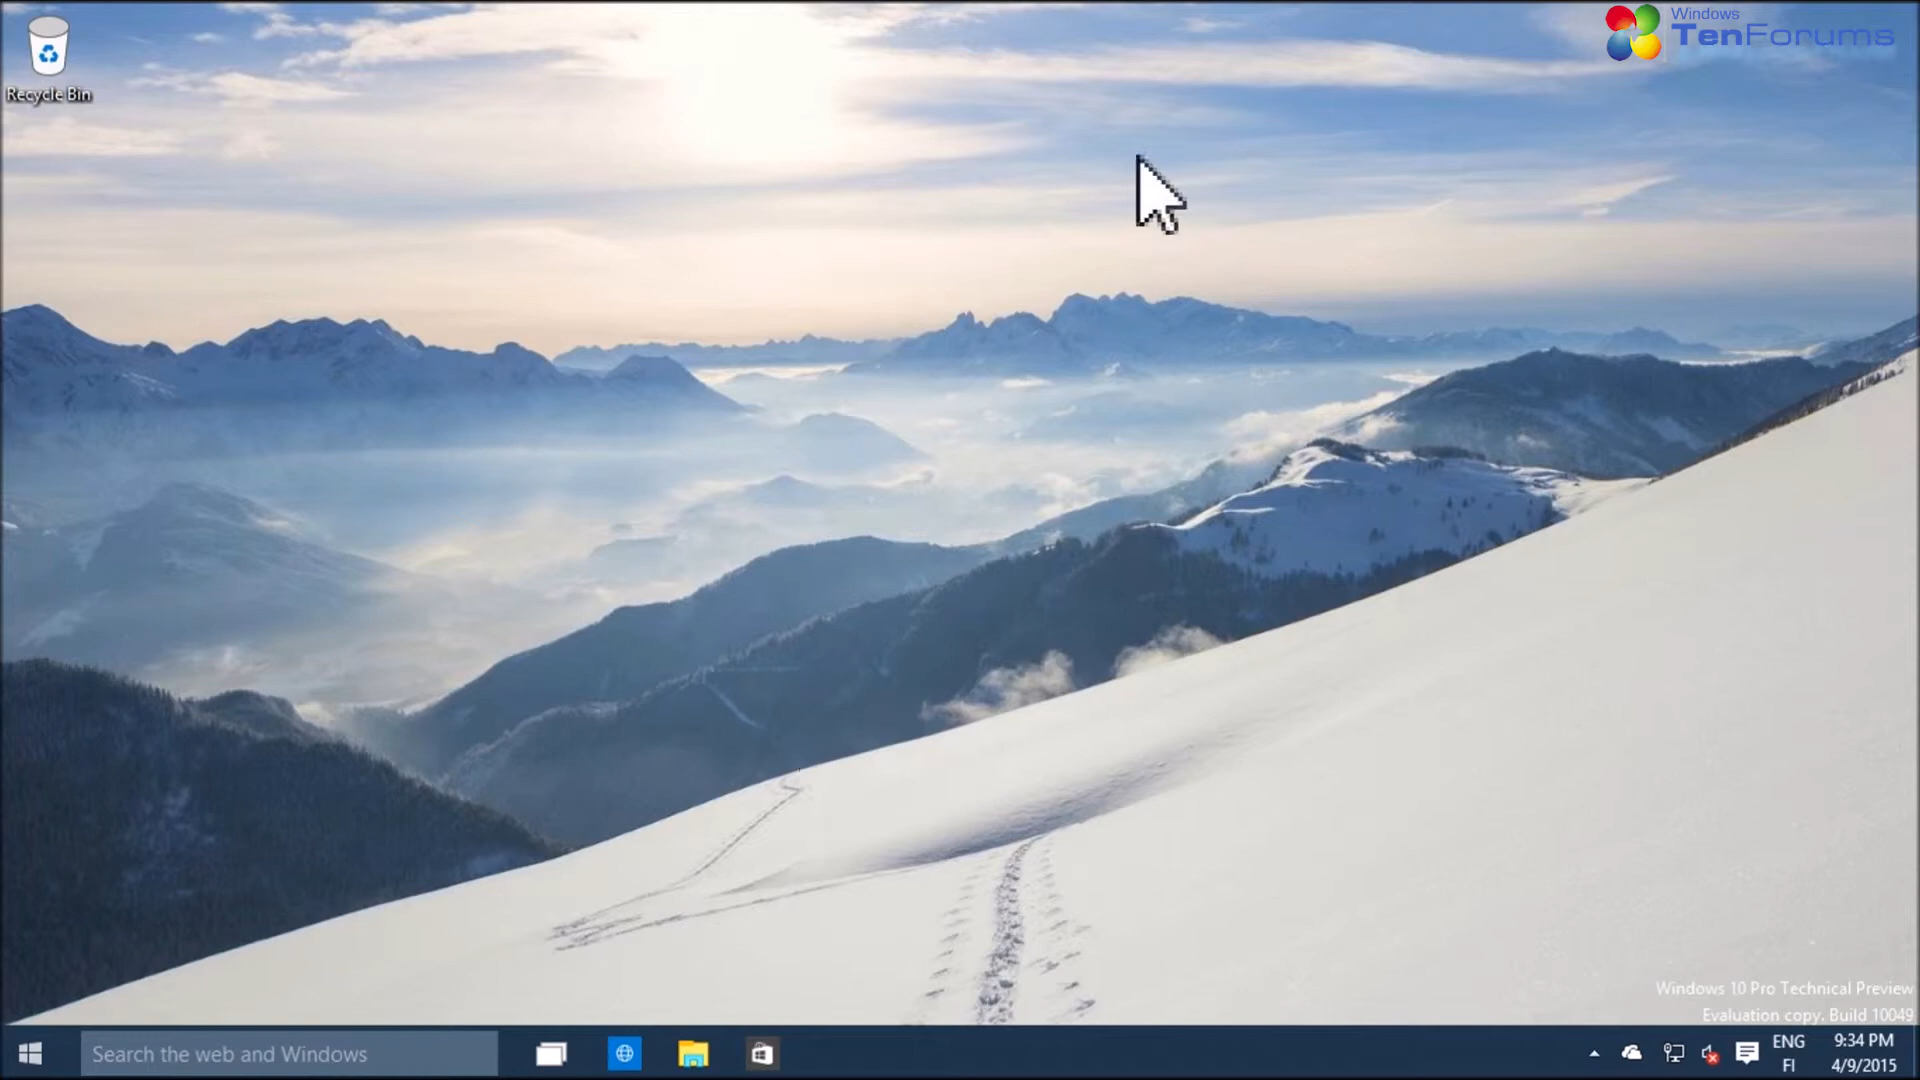 Windows
TenForums
Recycle Bin
Windows 10 Pro Technical Preview
Evaluation copy. Build 10049
Search the web and Windows
ENG
FI
9:34 PM
4/9/2015